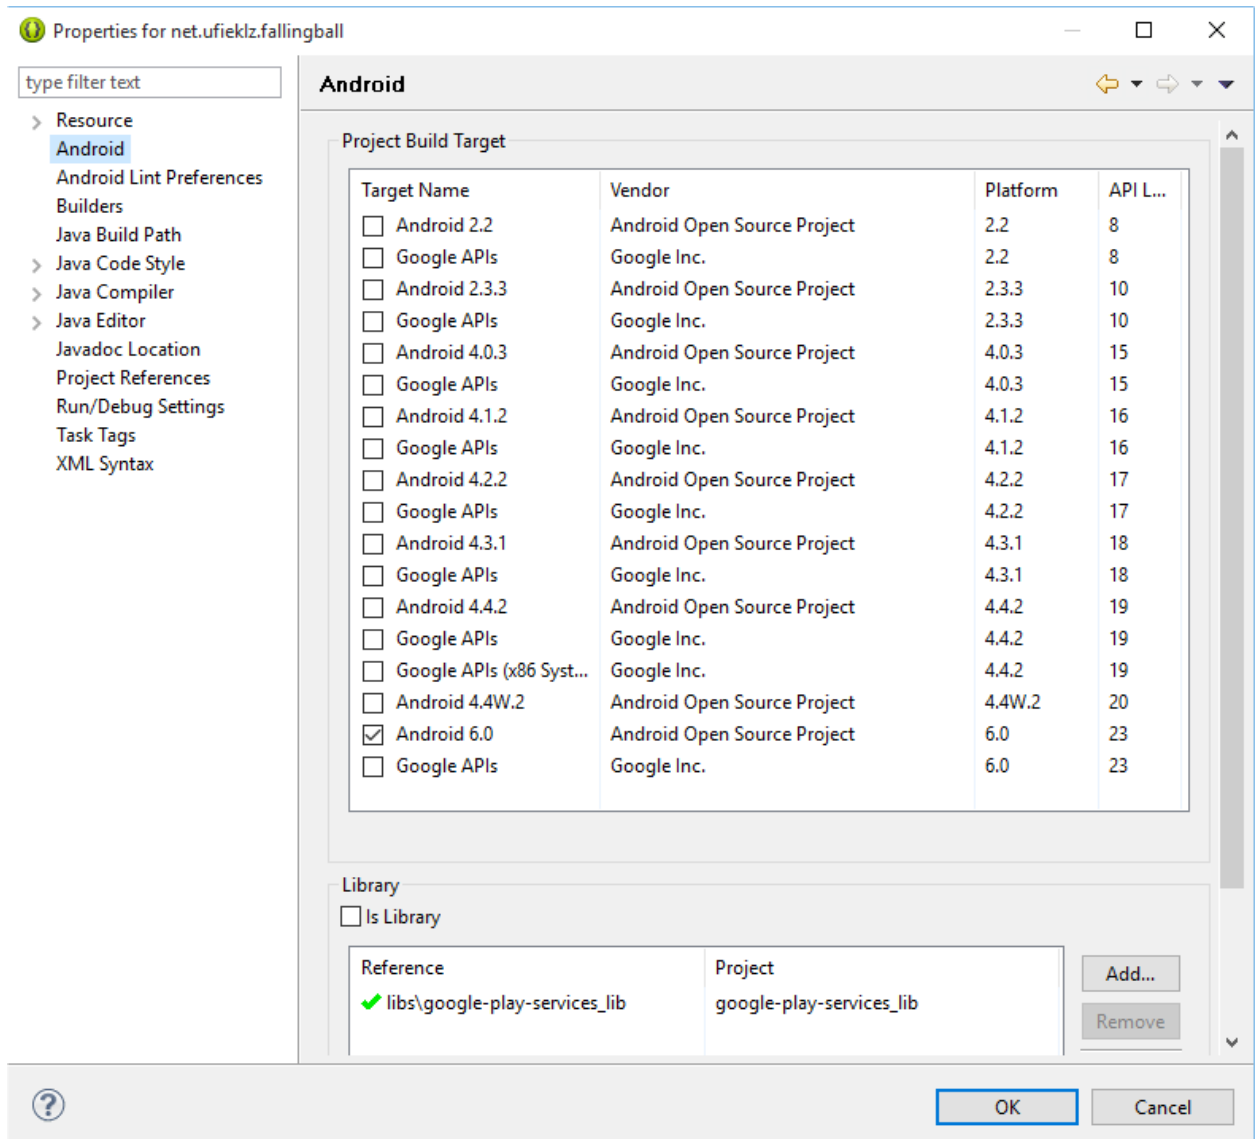 Properties for net.ufieklz.fallingball
type filter text
Resource
Android
Android Lint Preferences
Builders
Java Build Path
Java Code Style
Java Compiler
Java Editor
Javadoc Location
Project References
Run/Debug Settings
Task Tags
XML Syntax
Android
Project Build Target
Target Name Vendor Platform API L...
Android 2.2 Android Open Source Project 2.2 8
Google APIs Google Inc. 2.2 8
Android 2.3.3 Android Open Source Project 2.3.3 10
Google APIs Google Inc. 2.3.3 10
Android 4.0.3 Android Open Source Project 4.0.3 15
Google APIs Google Inc. 4.0.3 15
Android 4.1.2 Android Open Source Project 4.1.2 16
Google APIs Google Inc. 4.1.2 16
Android 4.2.2 Android Open Source Project 4.2.2 17
Google APIs Google Inc. 4.2.2 17
Android 4.3.1 Android Open Source Project 4.3.1 18
Google APIs Google Inc. 4.3.1 18
Android 4.4.2 Android Open Source Project 4.4.2 19
Google APIs Google Inc. 4.4.2 19
Google APIs (x86 Syst... Google Inc. 4.4.2 19
Android 4.4W.2 Android Open Source Project 4.4W.2 20
Android 6.0 Android Open Source Project 6.0 23
Google APIs Google Inc. 6.0 23
Library
Is Library
Reference Project
libs\google-play-services_lib google-play-services_lib
Add...
Remove
?
OK
Cancel